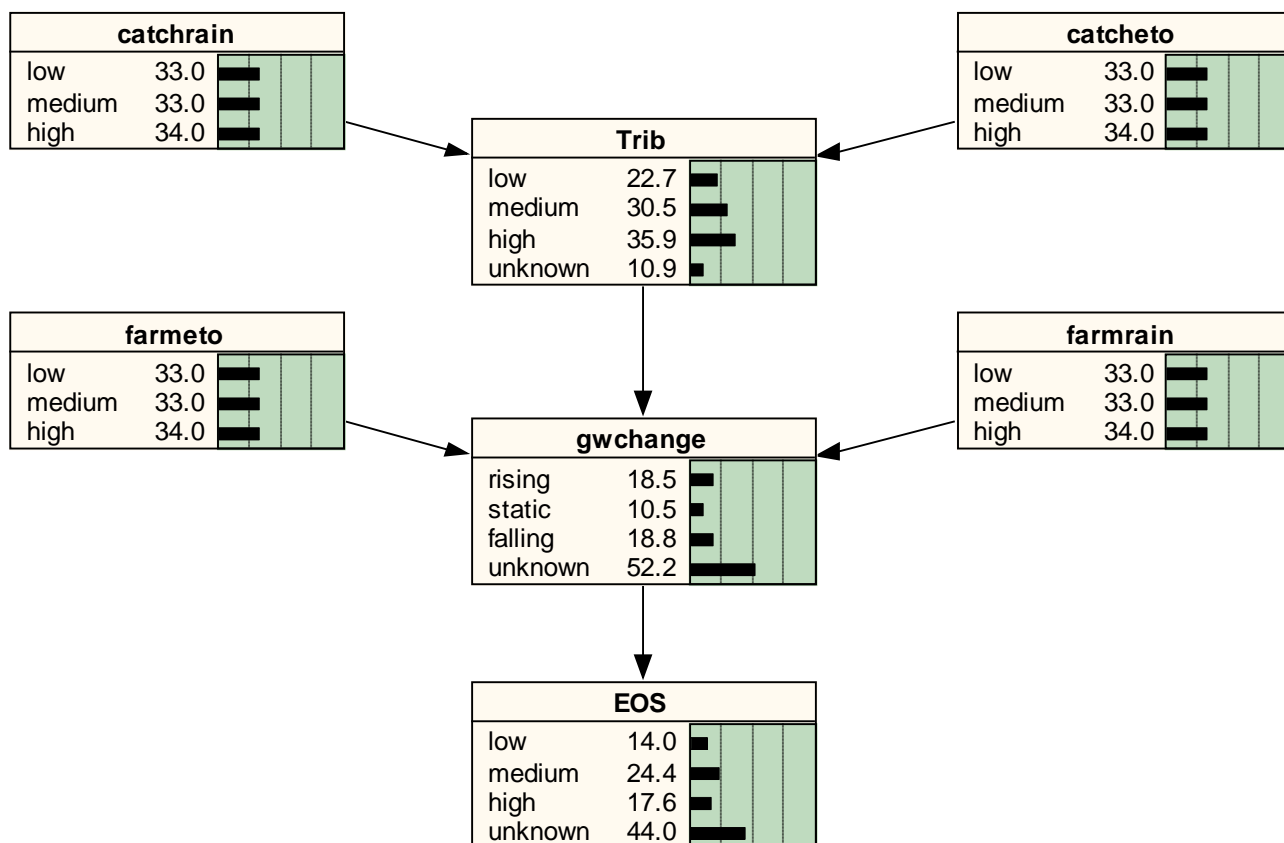 catchrain
low 33.0
medium 33.0
high 34.0
catcheto
low 33.0
medium 33.0
high 34.0
Trib
low 22.7
medium 30.5
high 35.9
unknown 10.9
farmeto
low 33.0
medium 33.0
high 34.0
farmrain
low 33.0
medium 33.0
high 34.0
gwchange
rising 18.5
static 10.5
falling 18.8
unknown 52.2
EOS
low 14.0
medium 24.4
high 17.6
unknown 44.0